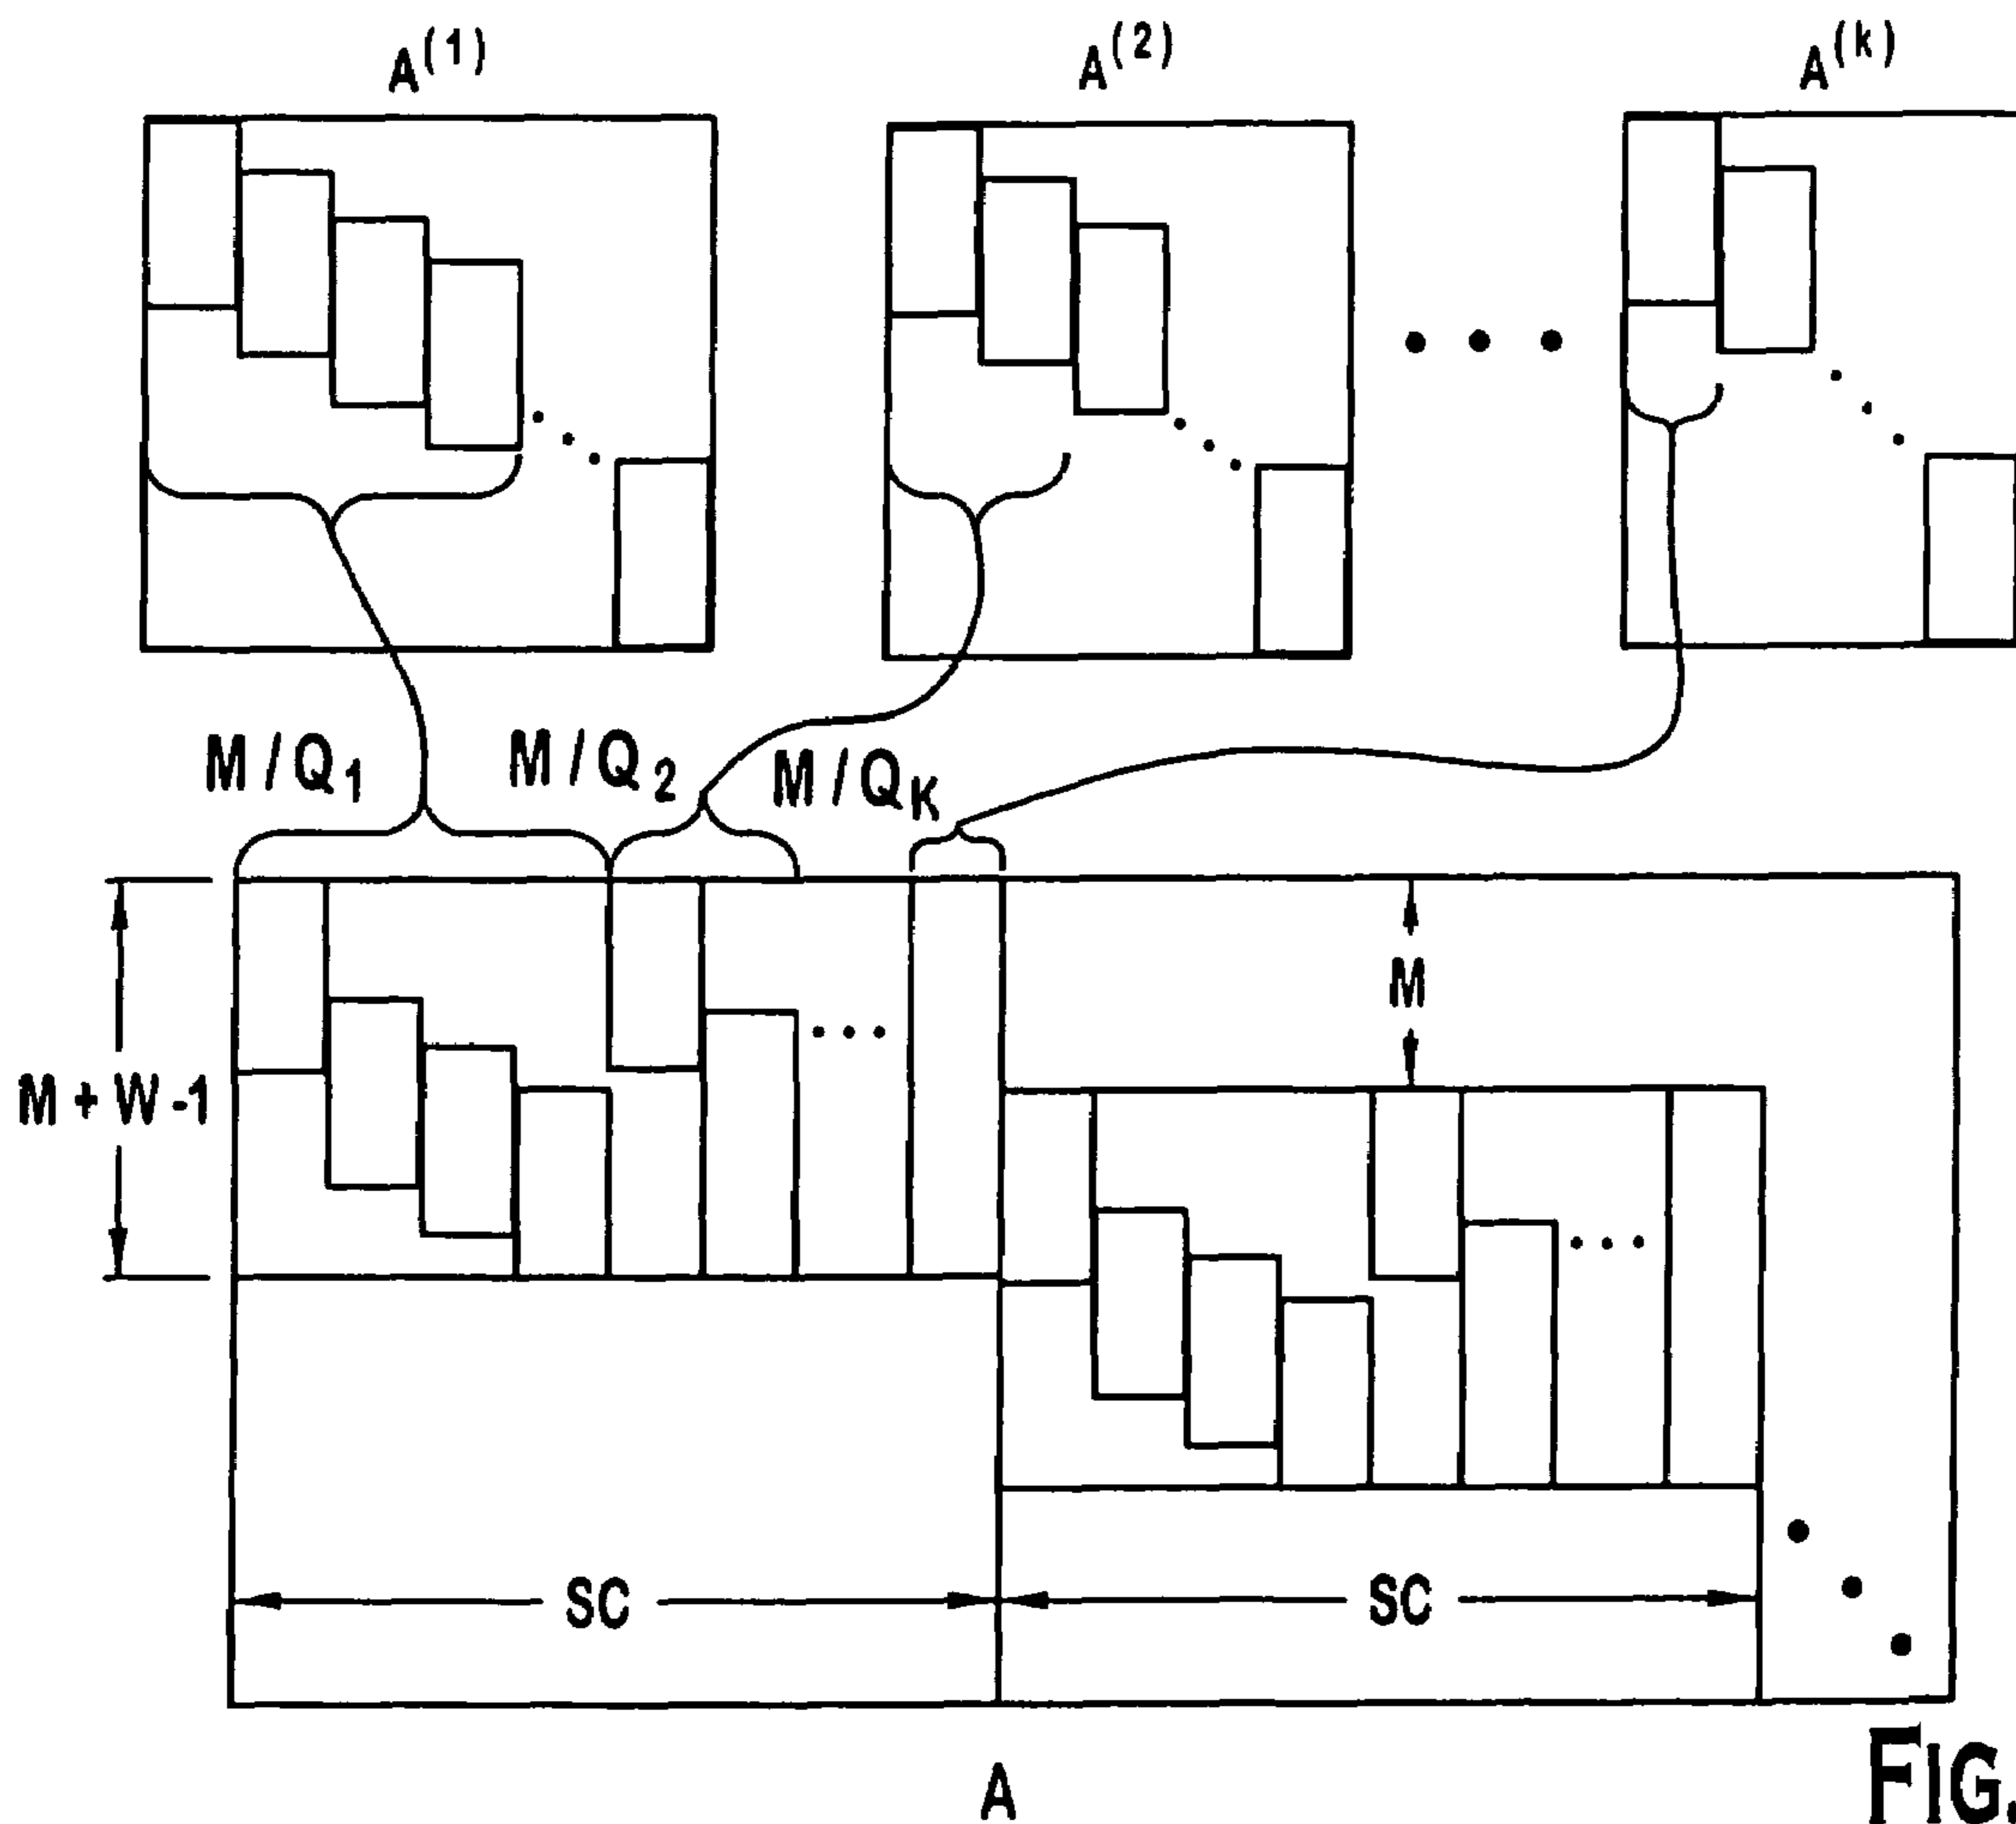 A^(1) A^(2) A^(k)
M/Q₁ M/Q₂ M/Qₖ
M
M+W-1
SC SC
A
FIG.